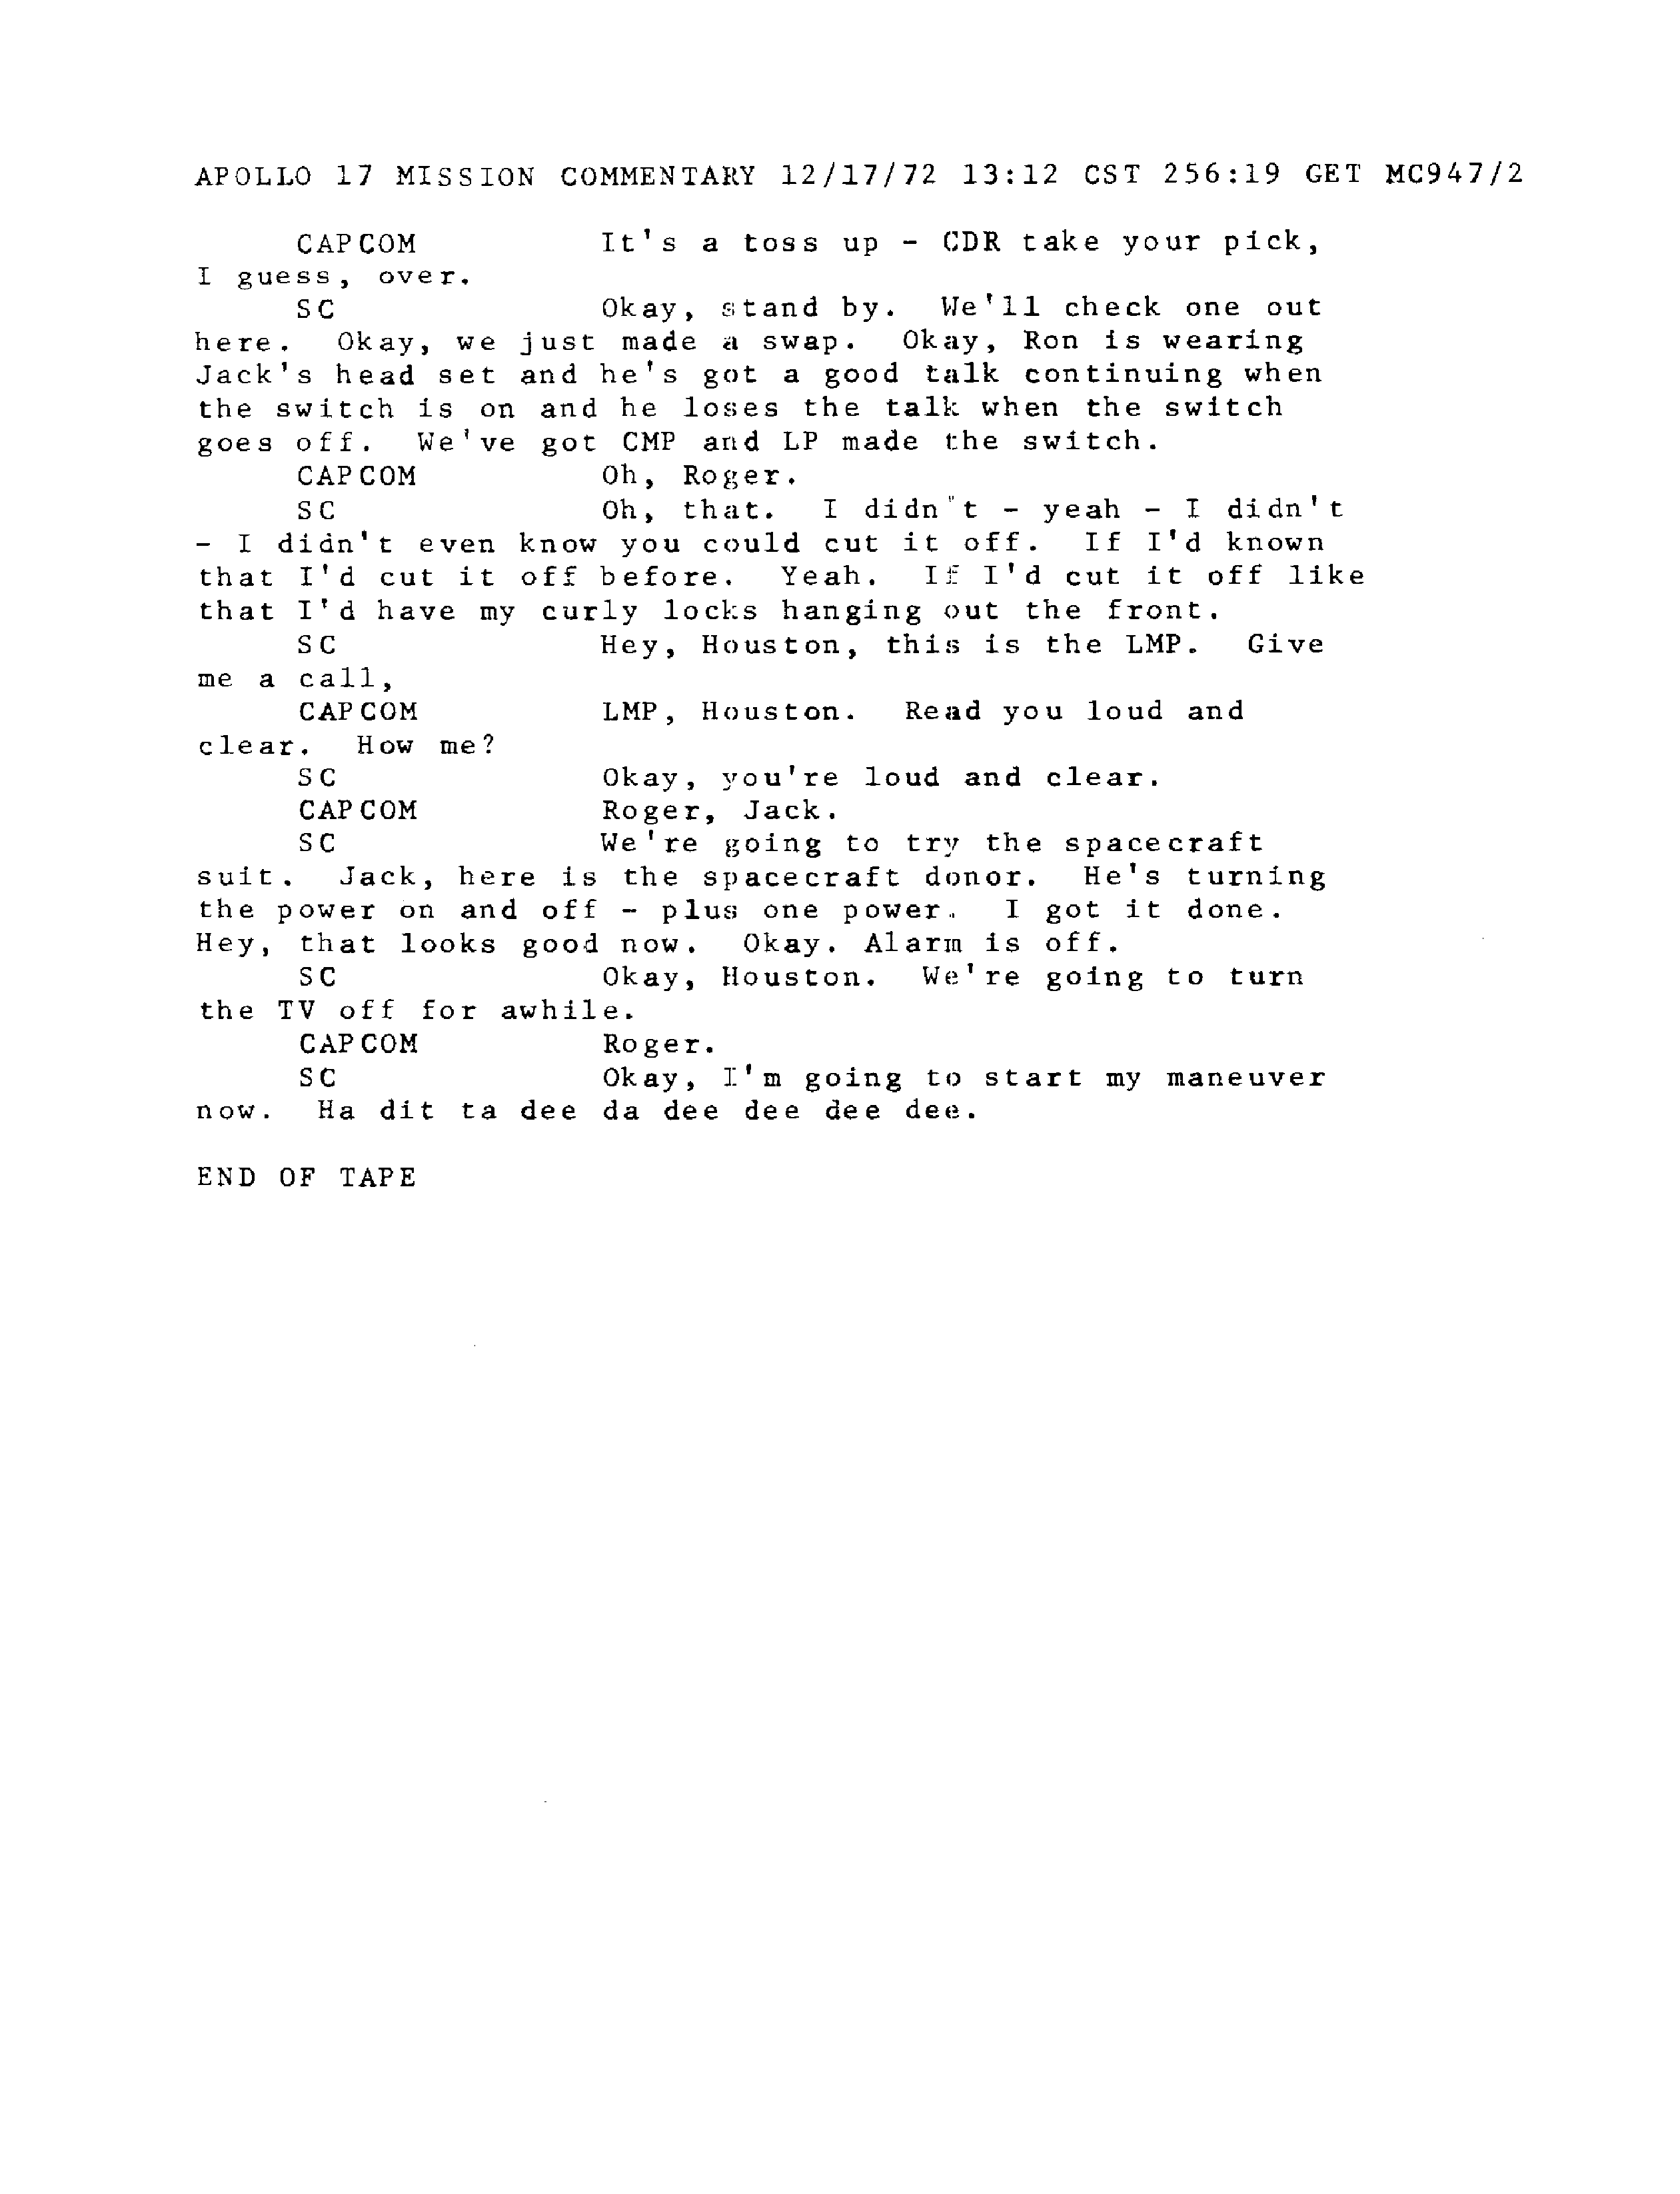 APOLLO 17 MISSION COMMENTARY 12/17/72 13:12 CST 256:19 GET MC947/2
CAPCOM It's a toss up - CDR take your pick,
I guess, over.
SC Okay, stand by. We'll check one out
here. Okay, we just made a swap. Okay, Ron is wearing
Jack's head set and he's got a good talk continuing when
the switch is on and he loses the talk when the switch
goes off. We've got CMP and LP made the switch.
CAPCOM Oh, Roger.
SC Oh, that. I didn"t - yeah - I didn't
- I didn't even know you could cut it off. If I'd known
that I'd cut it off before. Yeah. If I'd cut it off like
that I'd have my curly locks hanging out the front.
SC Hey, Houston, this is the LMP. Give
me a call,
CAPCOM LMP, Houston. Read you loud and
clear. How me?
SC Okay, you're loud and clear.
CAPCOM Roger, Jack.
SC We're going to try the spacecraft
suit. Jack, here is the spacecraft donor. He's turning
the power on and off - plus one power. I got it done.
Hey, that looks good now. Okay. Alarm is off.
SC Okay, Houston. We're going to turn
the TV off for awhile.
CAPCOM Roger.
SC Okay, I'm going to start my maneuver
now. Ha dit ta dee da dee dee dee dee.
END OF TAPE